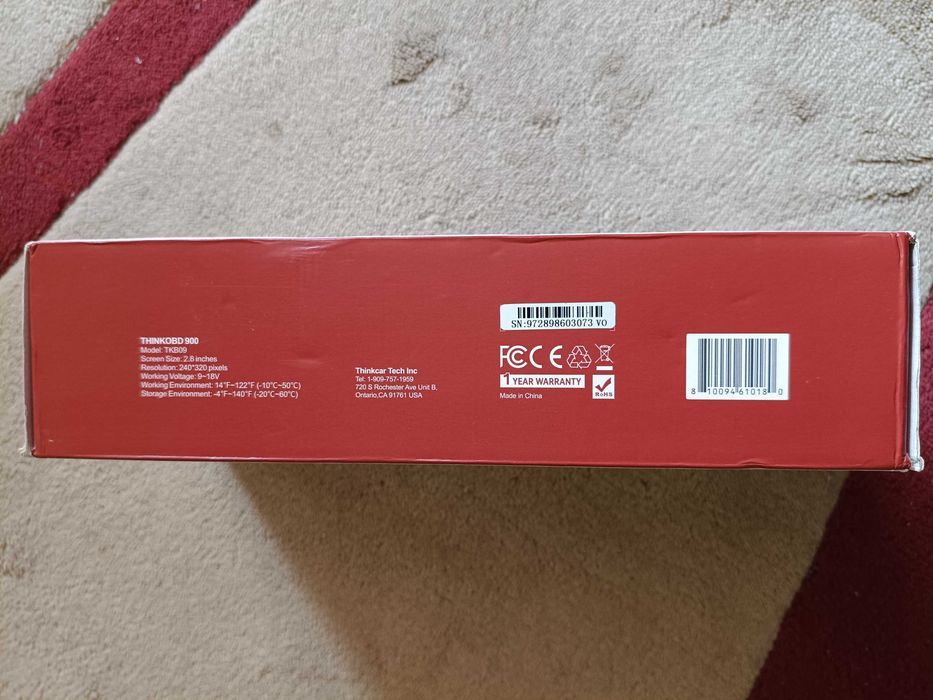 THINKOBD 900
Model: TKB09
Screen Size: 2.8 inches
Resolution: 240*320 pixels
Working Voltage: 9~18V
Working Environment: 14°F~122°F (-10℃~50℃)
Storage Environment: -4°F~140°F (-20℃~60℃)
Thinkcar Tech Inc
Tel: 1-909-757-1959
720 S Rochester Ave Unit B,
Ontario,CA 91761 USA
SN:972898603073 VO
FC CE
1 YEAR WARRANTY
RoHS
Made in China
8 10094 61018 0